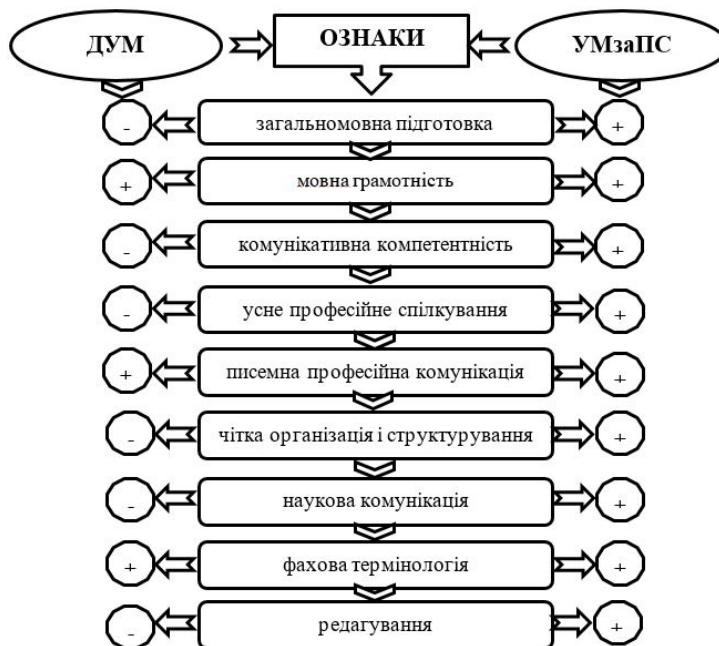 ДУМ ОЗНАКИ УМзаПС
- загальномовна підготовка +
+ мовна грамотність +
- комунікативна компетентність +
- усне професійне спілкування +
+ писемна професійна комунікація +
- чітка організація і структурування +
- наукова комунікація +
+ фахова термінологія +
- редагування +